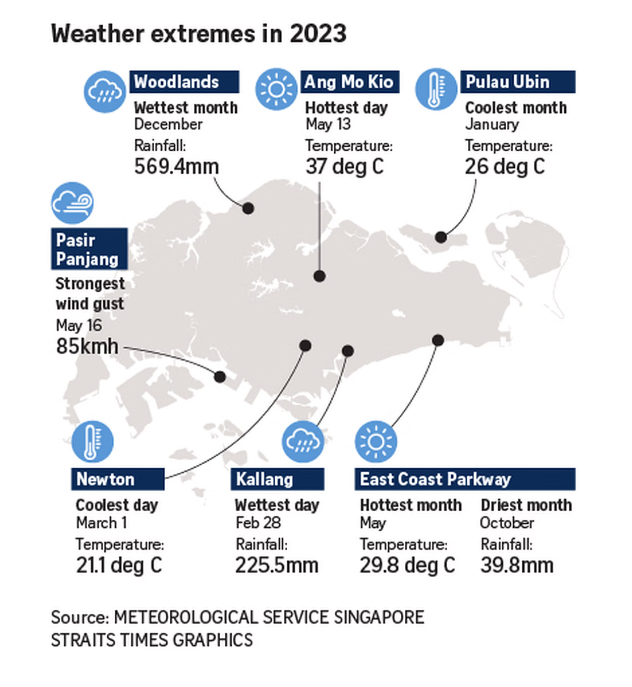 Weather extremes in 2023
Woodlands
Wettest month
December
Rainfall:
569.4mm
Ang Mo Kio
Hottest day
May 13
Temperature:
37 deg C
Pulau Ubin
Coolest month
January
Temperature:
26 deg C
Pasir
Panjang
Strongest
wind gust
May 16
85kmh
Newton
Coolest day
March 1
Temperature:
21.1 deg C
Kallang
Wettest day
Feb 28
Rainfall:
225.5mm
East Coast Parkway
Hottest month
May
Temperature:
29.8 deg C
Driest month
October
Rainfall:
39.8mm
Source: METEOROLOGICAL SERVICE SINGAPORE
STRAITS TIMES GRAPHICS